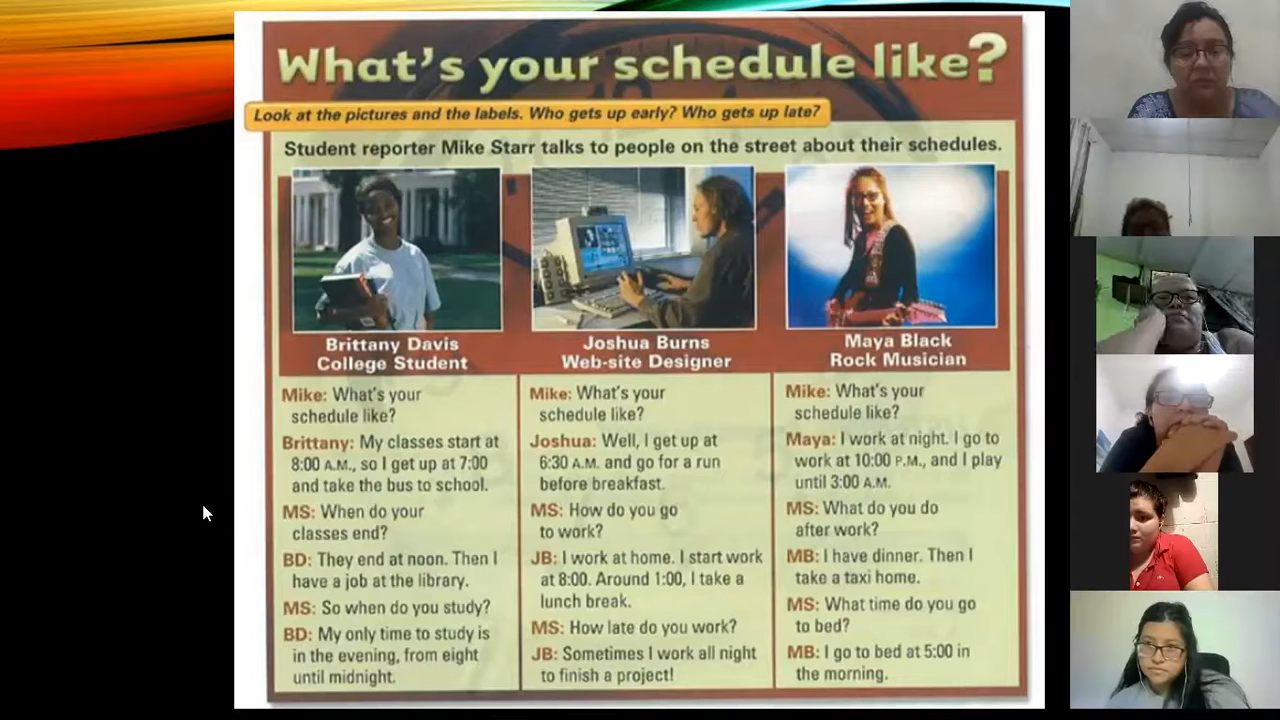 What's your schedule like?
Look at the pictures and the labels. Who gets up early? Who gets up late?
Student reporter Mike Starr talks to people on the street about their schedules.
Brittany Davis
College Student
Mike: What's your
schedule like?
Brittany: My classes start at
8:00 A.M., so I get up at 7:00
and take the bus to school.
MS: When do your
classes end?
BD: They end at noon. Then I
have a job at the library.
MS: So when do you study?
BD: My only time to study is
in the evening, from eight
until midnight.
Joshua Burns
Web-site Designer
Mike: What's your
schedule like?
Joshua: Well, I get up at
6:30 A.M. and go for a run
before breakfast.
MS: How do you go
to work?
JB: I work at home. I start work
at 8:00. Around 1:00, I take a
lunch break.
MS: How late do you work?
JB: Sometimes I work all night
to finish a project!
Maya Black
Rock Musician
Mike: What's your
schedule like?
Maya: I work at night. I go to
work at 10:00 P.M., and I play
until 3:00 A.M.
MS: What do you do
after work?
MB: I have dinner. Then I
take a taxi home.
MS: What time do you go
to bed?
MB: I go to bed at 5:00 in
the morning.